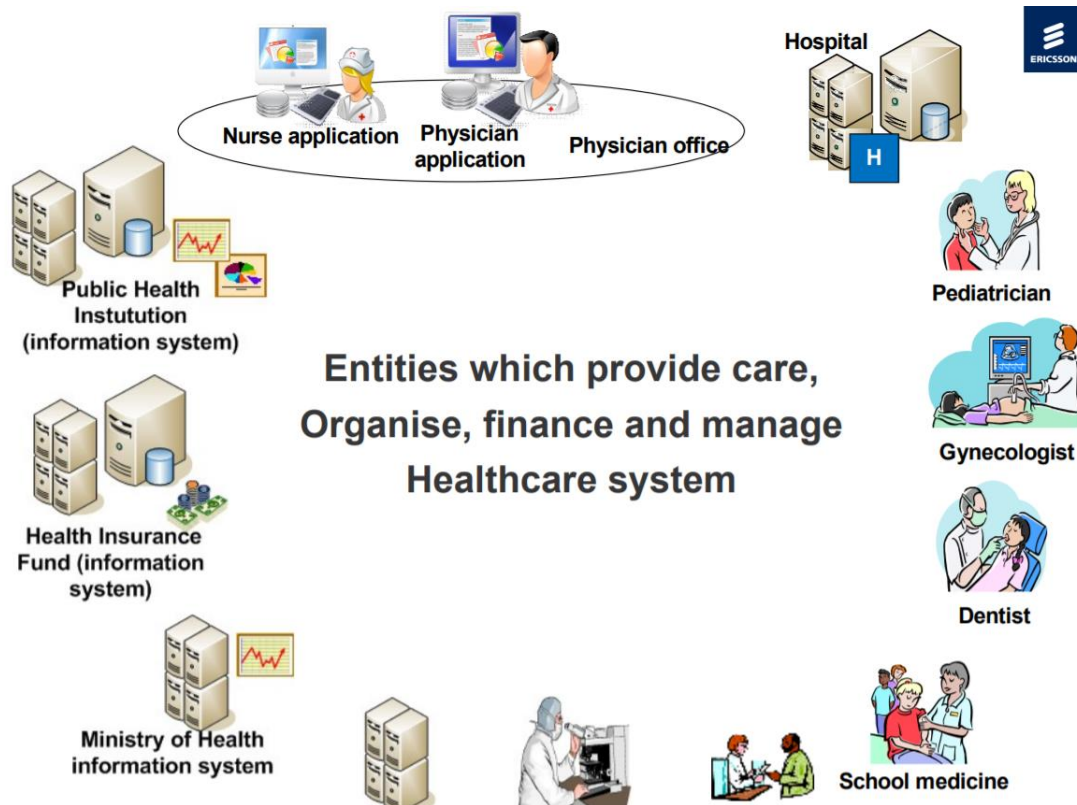 Hospital
ERICSSON
Nurse application
Physician
application
Physician office
H
Public Health
Instutution
(information system)
Pediatrician
Entities which provide care,
Organise, finance and manage
Healthcare system
Gynecologist
Health Insurance
Fund (information
system)
Dentist
Ministry of Health
information system
School medicine